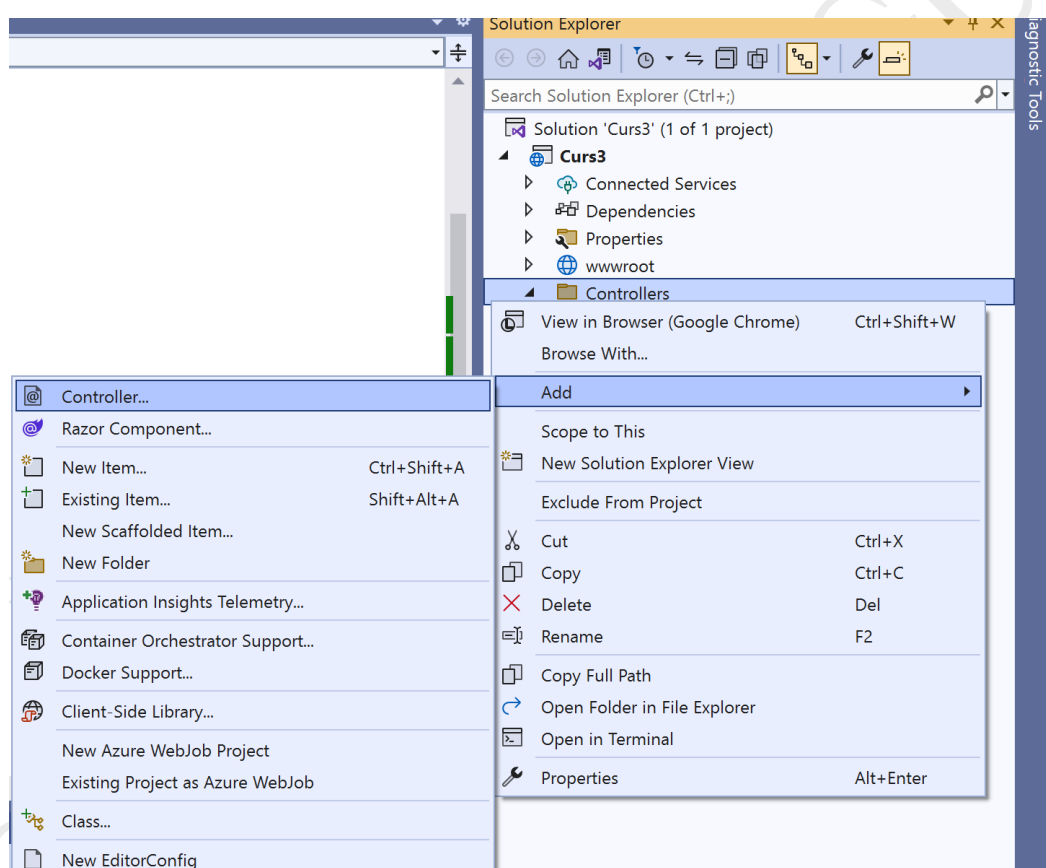 Solution Explorer
Search Solution Explorer (Ctrl+;)
Solution 'Curs3' (1 of 1 project)
Curs3
Connected Services
Dependencies
Properties
wwwroot
Controllers
View in Browser (Google Chrome) Ctrl+Shift+W
Browse With...
Add
Scope to This
New Solution Explorer View
Exclude From Project
Cut Ctrl+X
Copy Ctrl+C
Delete Del
Rename F2
Copy Full Path
Open Folder in File Explorer
Open in Terminal
Properties Alt+Enter
Controller...
Razor Component...
New Item... Ctrl+Shift+A
Existing Item... Shift+Alt+A
New Scaffolded Item...
New Folder
Application Insights Telemetry...
Container Orchestrator Support...
Docker Support...
Client-Side Library...
New Azure WebJob Project
Existing Project as Azure WebJob
Class...
New EditorConfig
iagnostic Tools